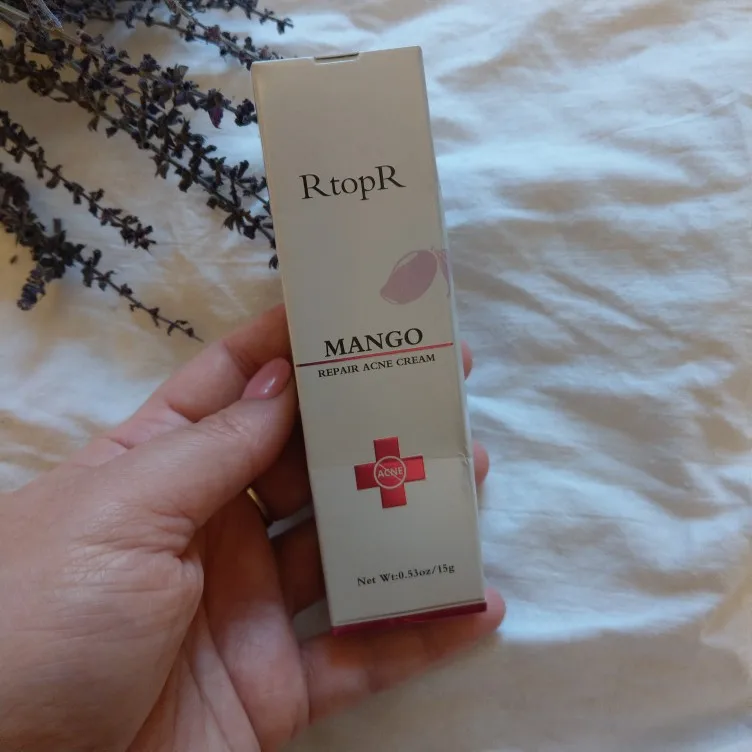 RtopR
MANGO
REPAIR ACNE CREAM
ACNE
Net Wt:0.53oz/15g